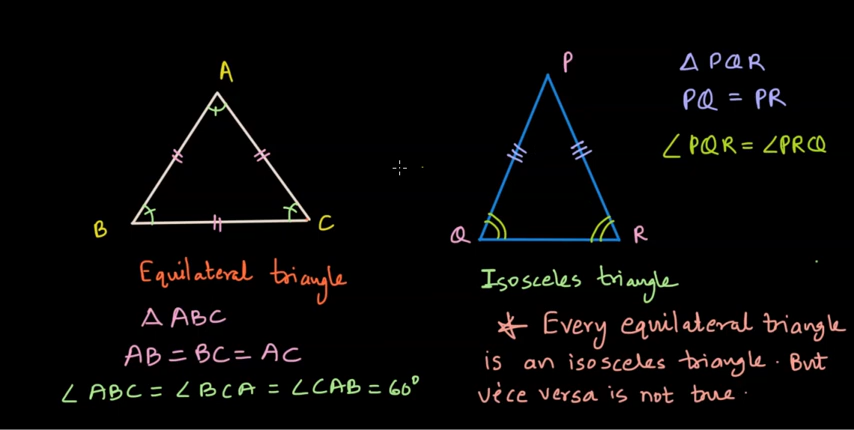 A
B
C
Equilateral triangle
△ ABC
AB = BC = AC
∠ ABC = ∠ BCA = ∠ CAB = 60°
P
Q
R
△ PQR
PQ = PR
∠ PQR = ∠ PRQ
Isosceles triangle
* Every equilateral triangle
is an isosceles triangle. But
vice versa is not true.